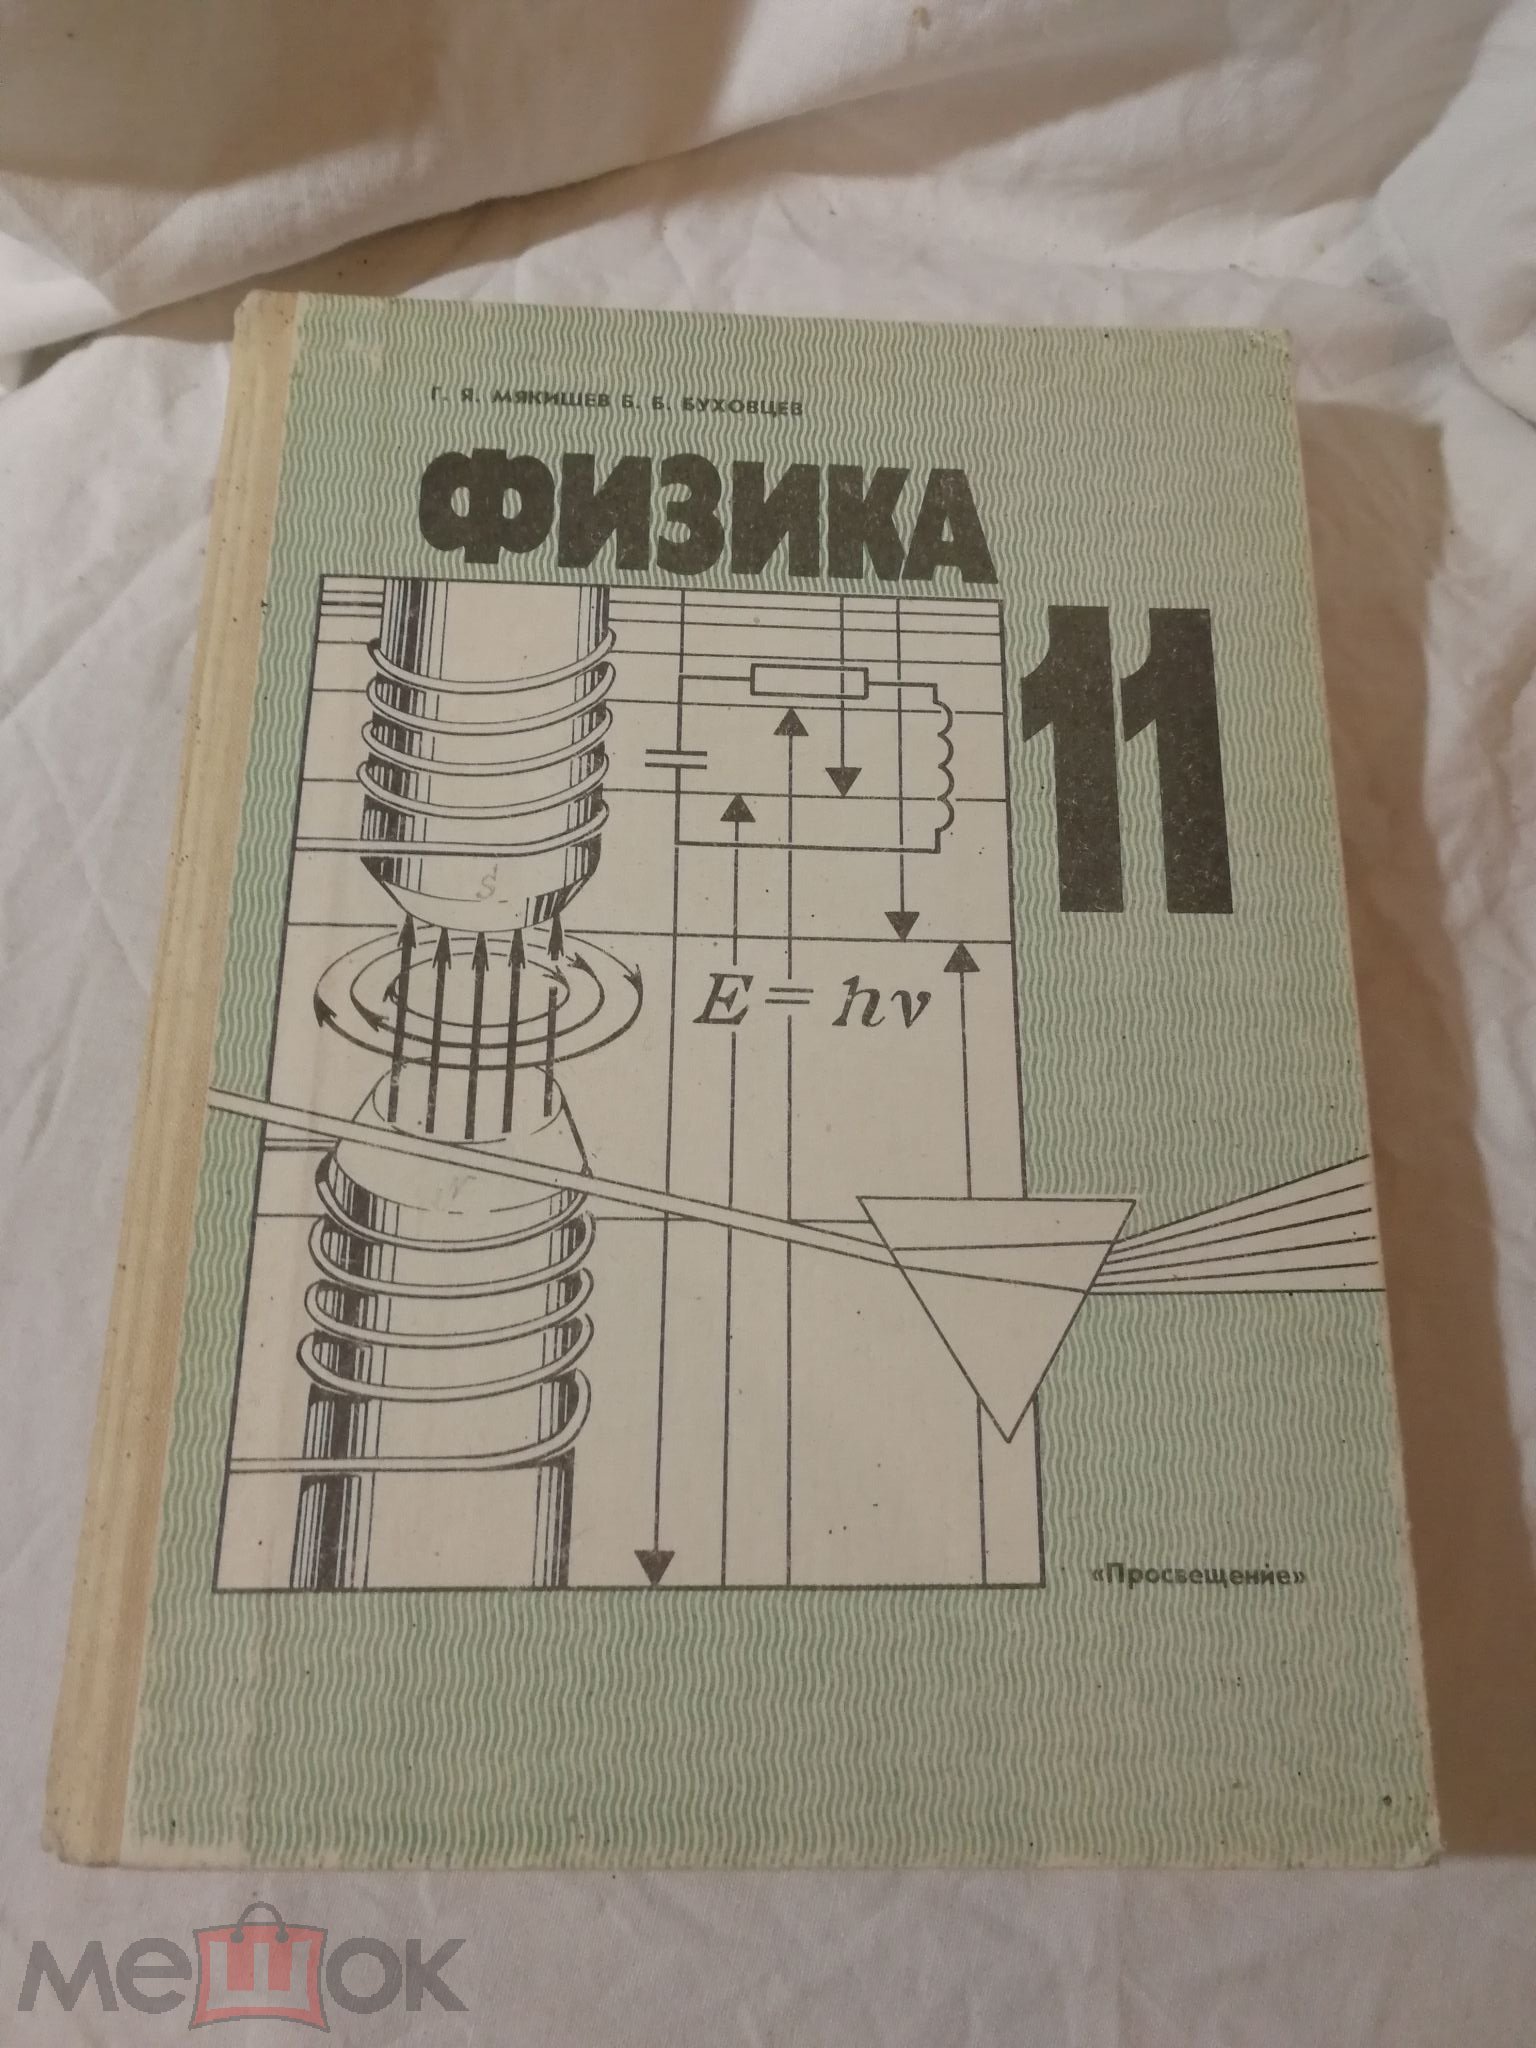 Г. Я. МЯКИШЕВ Б. Б. БУХОВЦЕВ
ФИЗИКА
11
S
E = hν
N
«Просвещение»
мешок